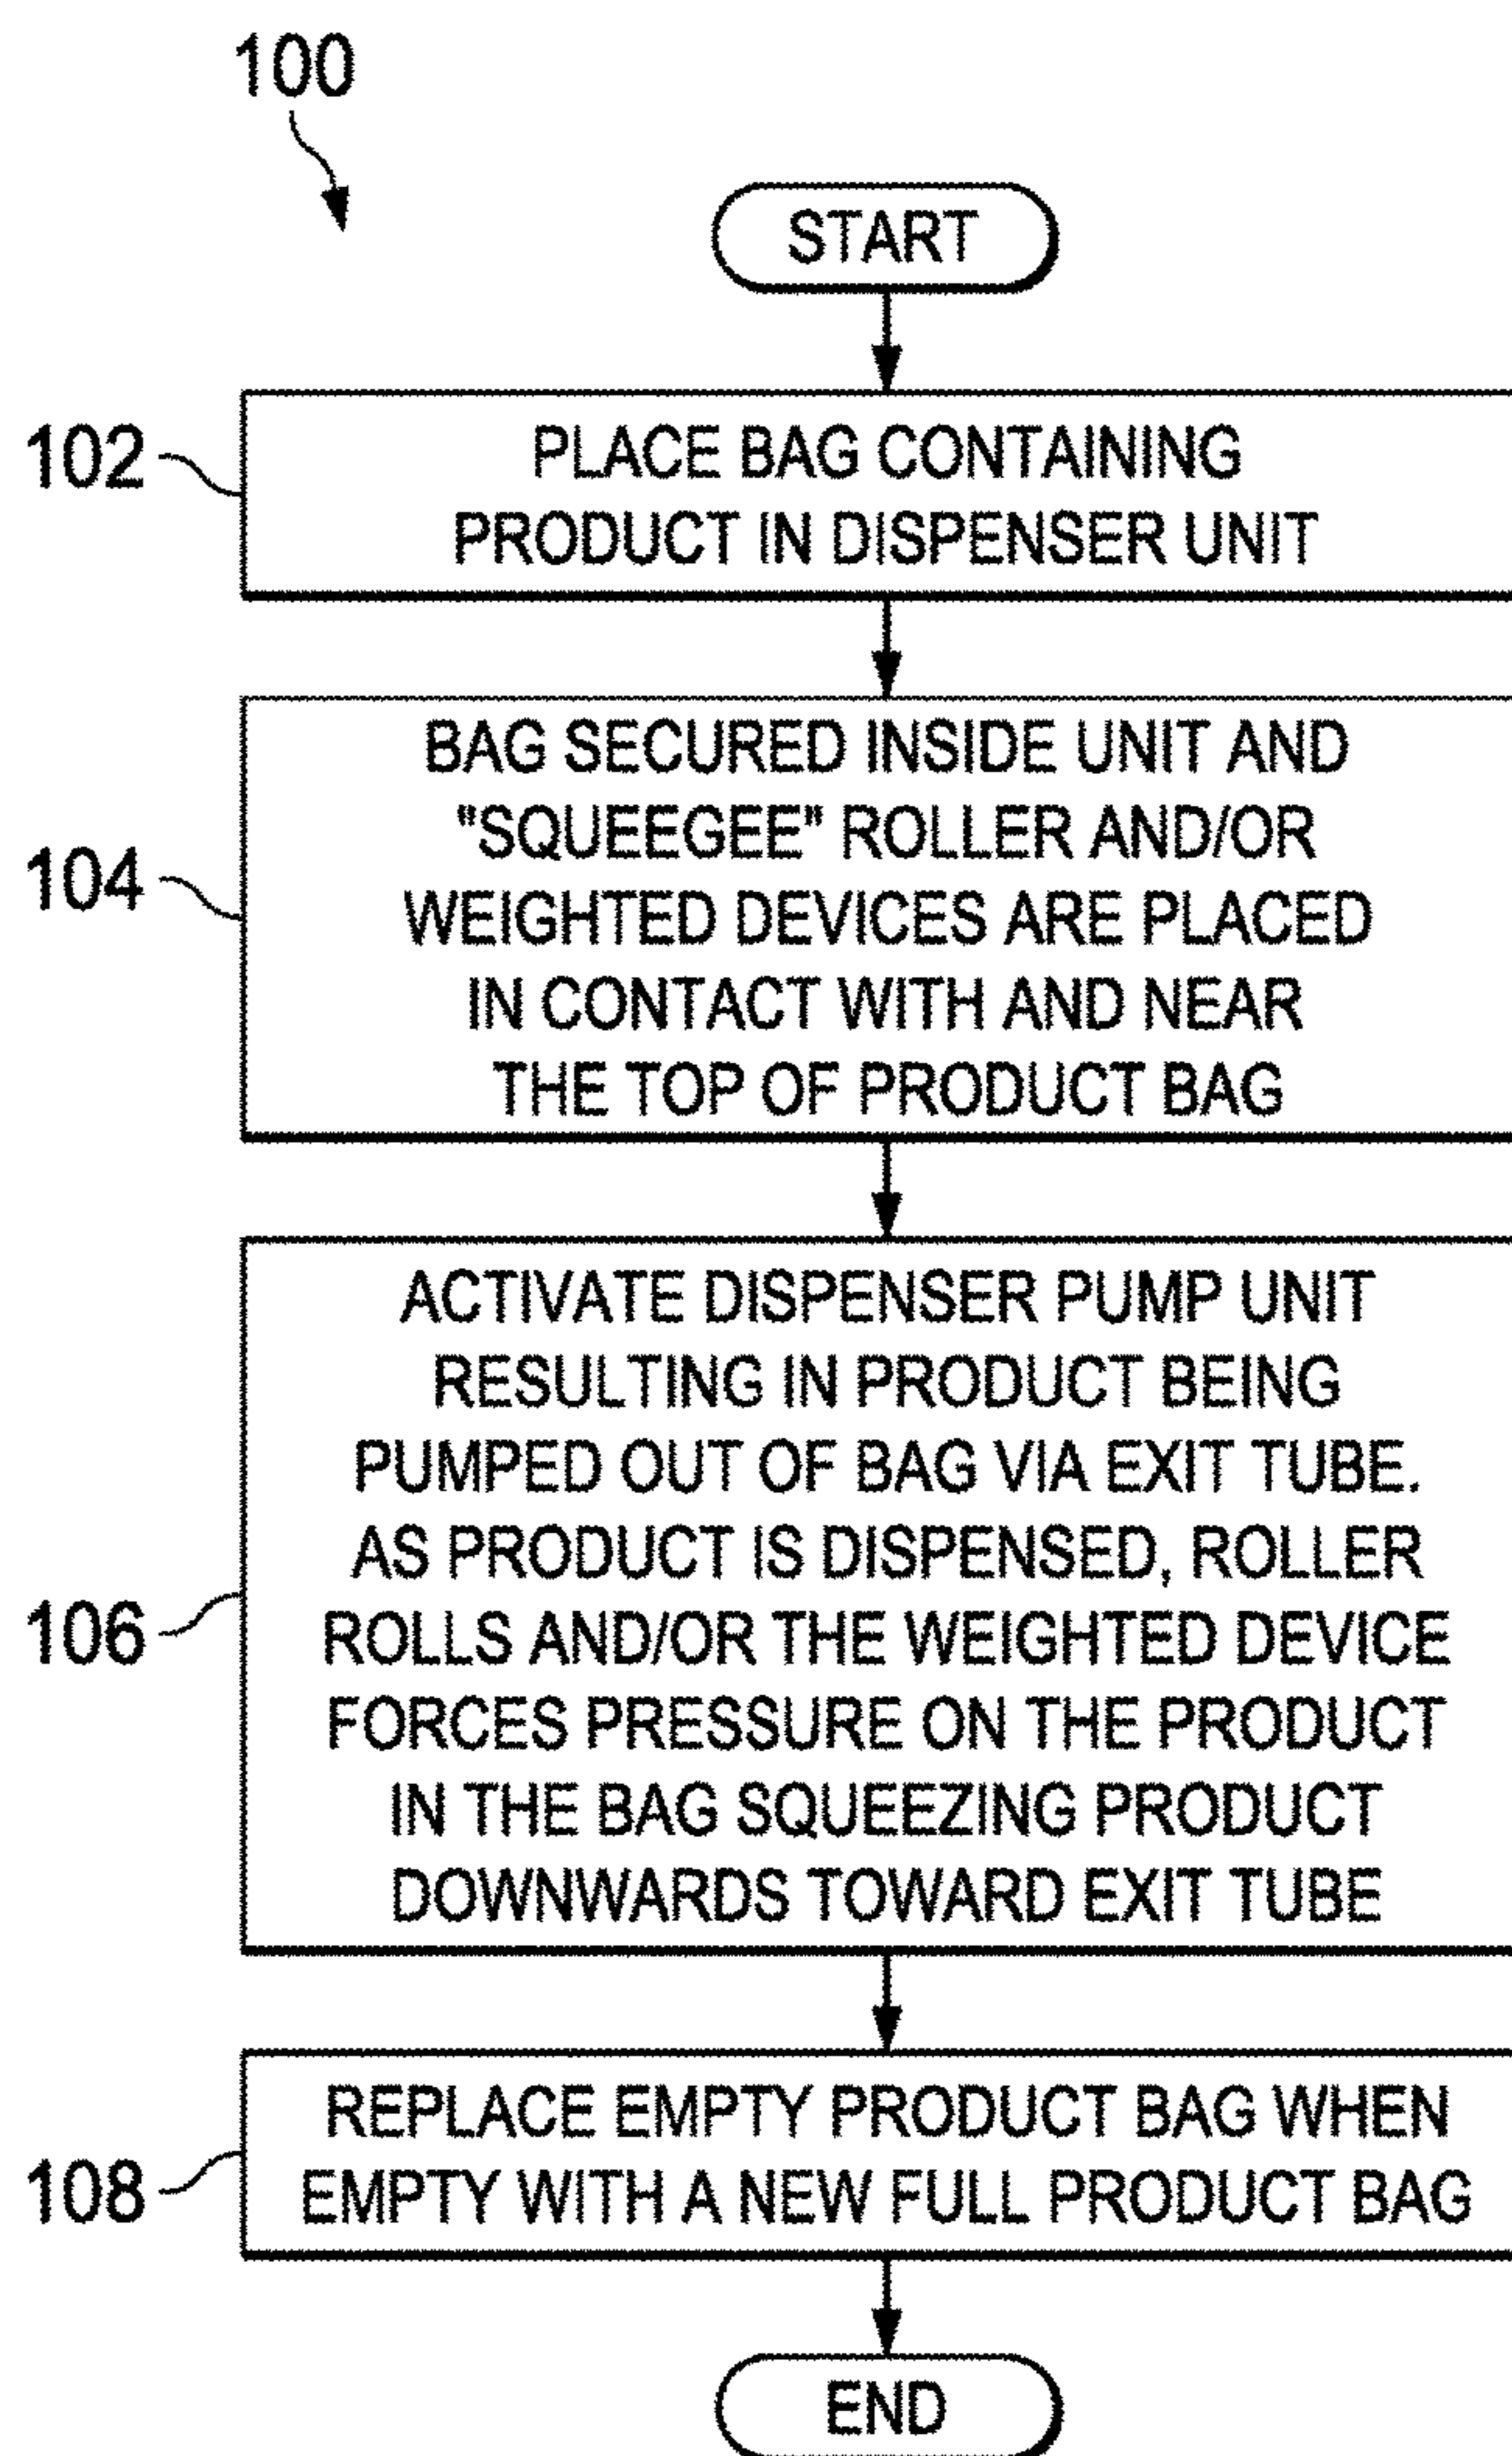 100
START
102
PLACE BAG CONTAINING
PRODUCT IN DISPENSER UNIT
104
BAG SECURED INSIDE UNIT AND
"SQUEEGEE" ROLLER AND/OR
WEIGHTED DEVICES ARE PLACED
IN CONTACT WITH AND NEAR
THE TOP OF PRODUCT BAG
106
ACTIVATE DISPENSER PUMP UNIT
RESULTING IN PRODUCT BEING
PUMPED OUT OF BAG VIA EXIT TUBE.
AS PRODUCT IS DISPENSED, ROLLER
ROLLS AND/OR THE WEIGHTED DEVICE
FORCES PRESSURE ON THE PRODUCT
IN THE BAG SQUEEZING PRODUCT
DOWNWARDS TOWARD EXIT TUBE
108
REPLACE EMPTY PRODUCT BAG WHEN
EMPTY WITH A NEW FULL PRODUCT BAG
END